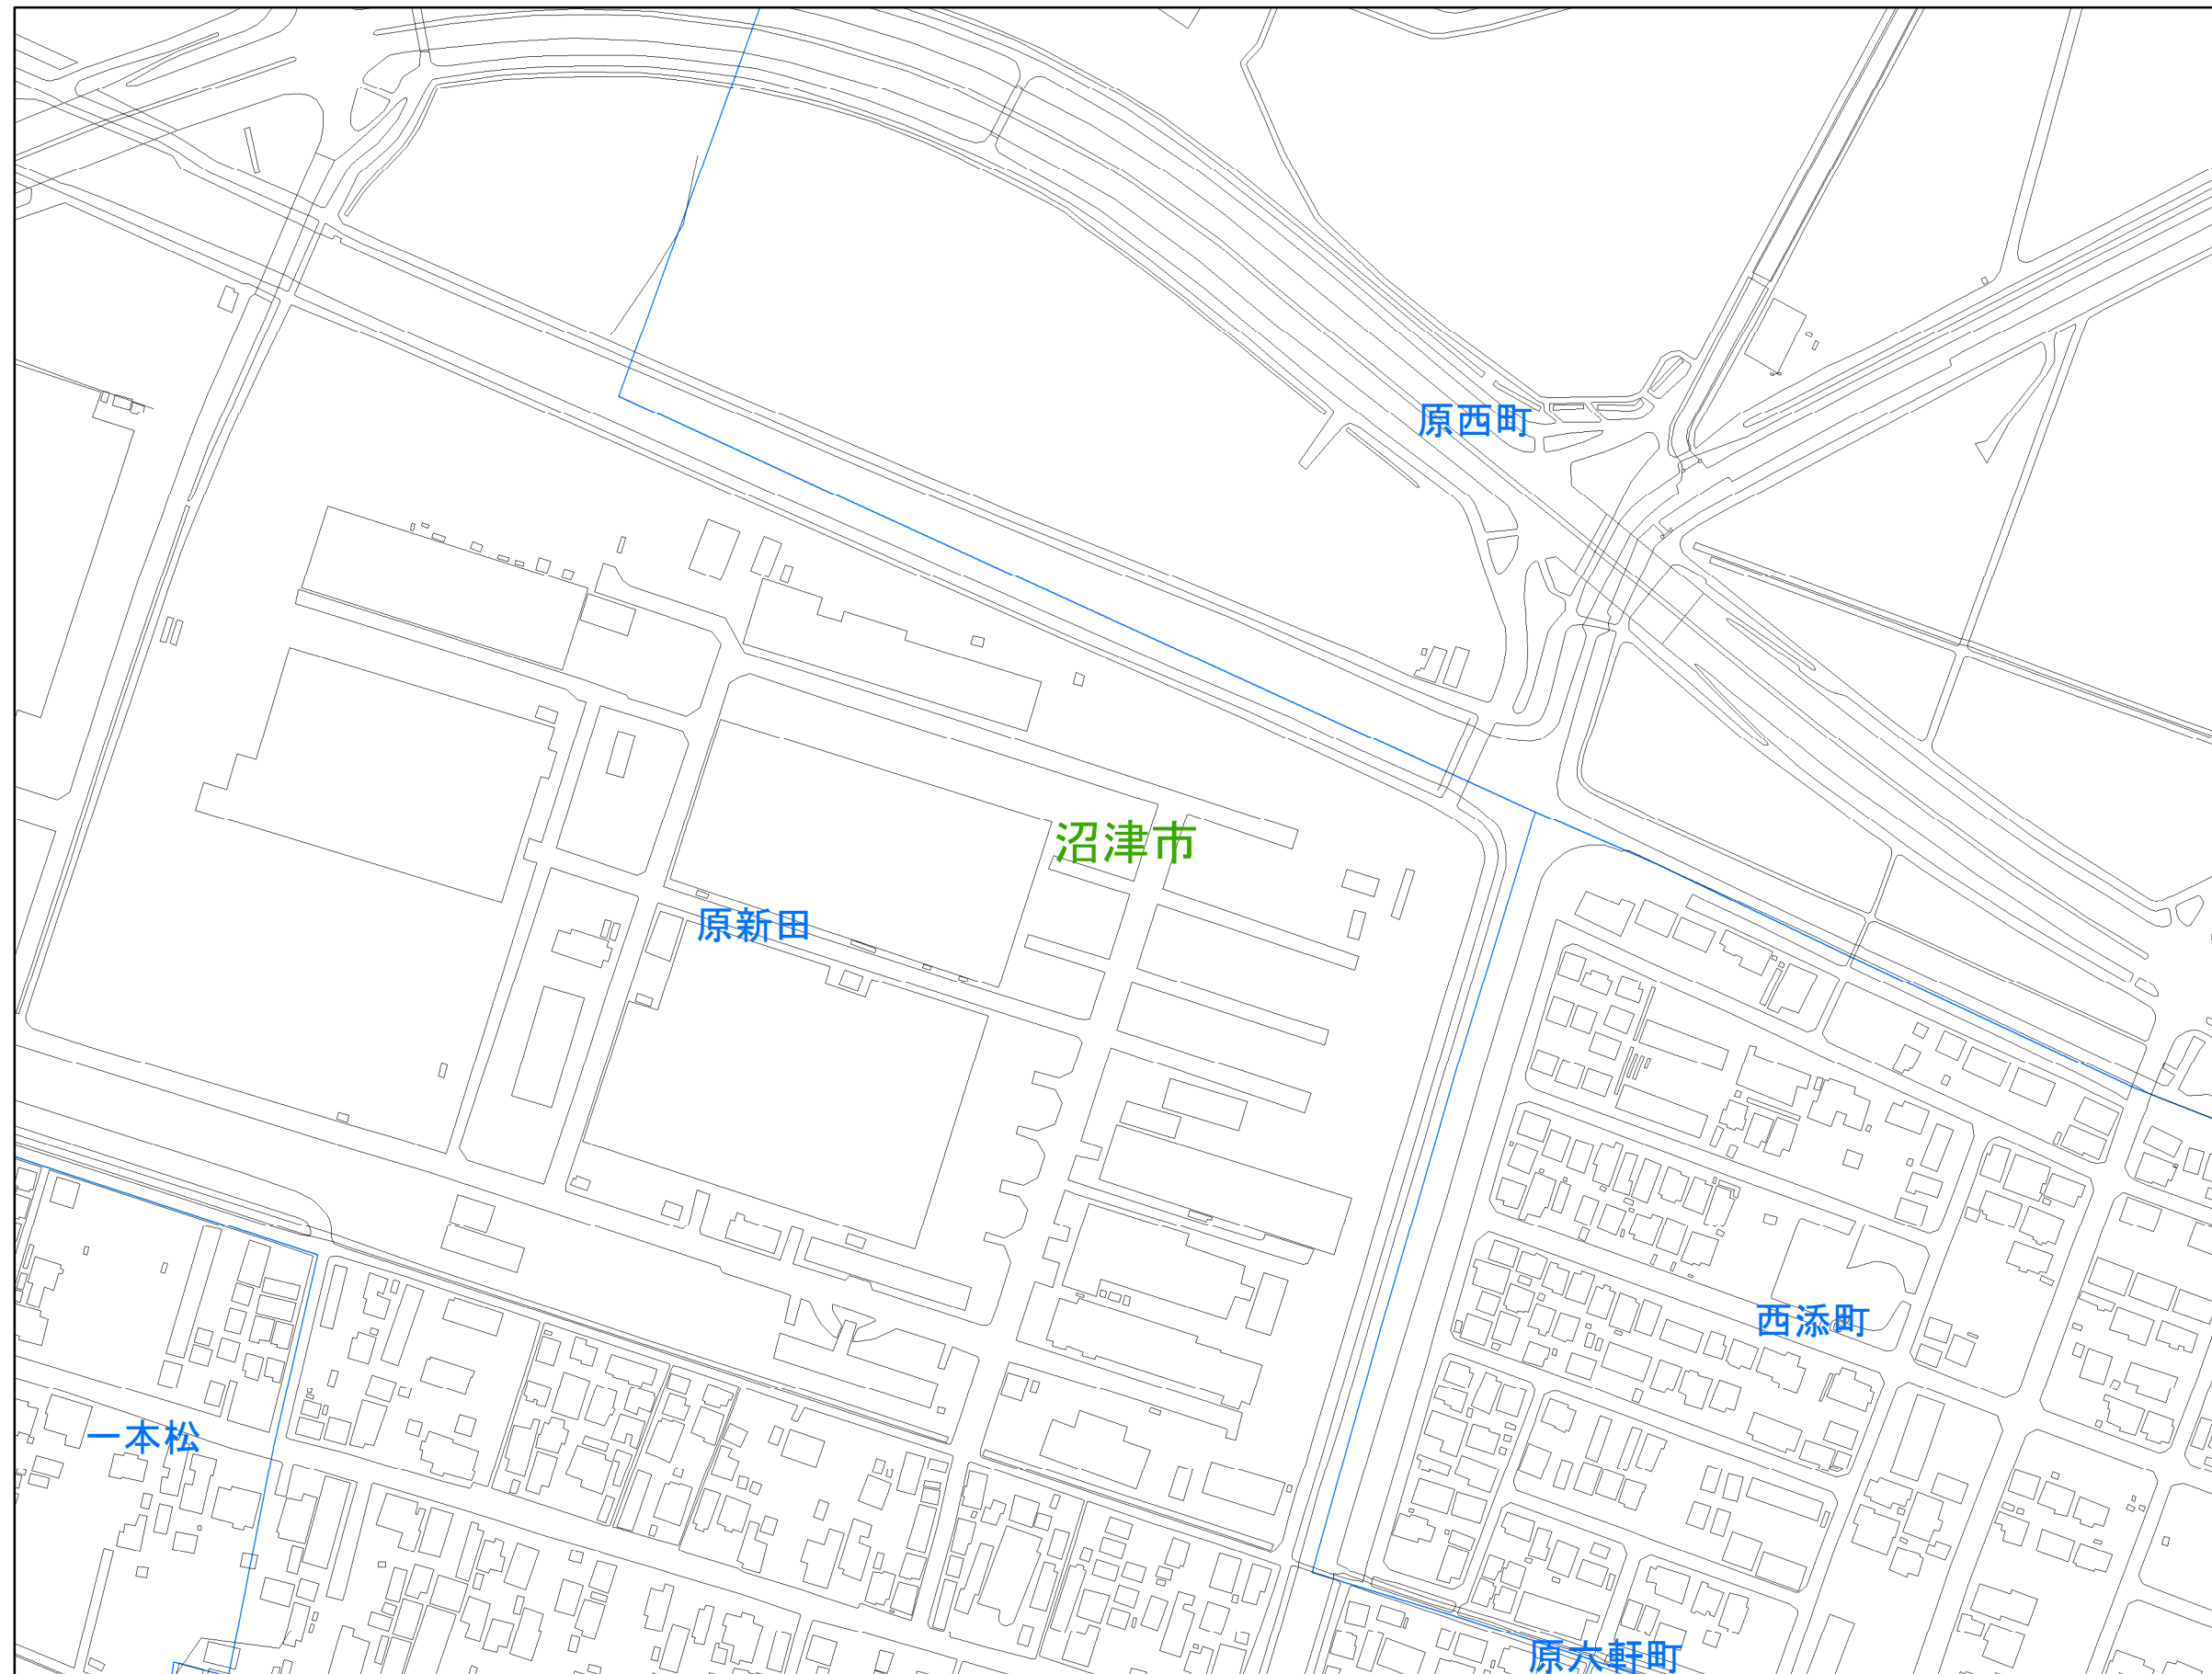 原西町
沼津市
原新田
西添町
一本松
原六軒町